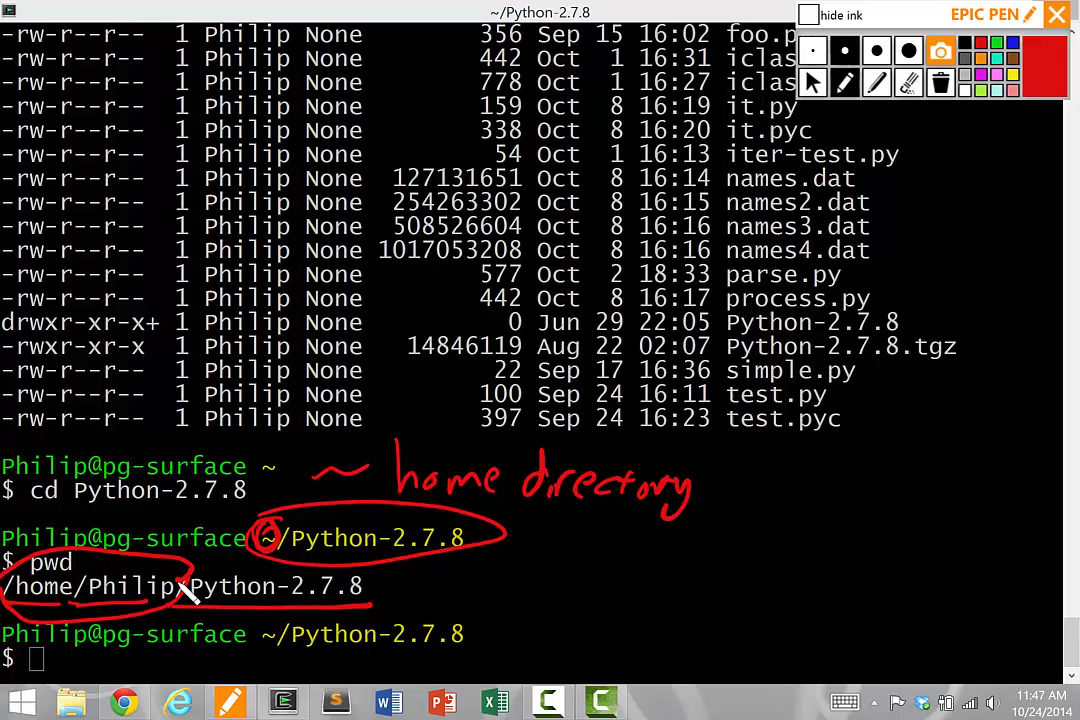 ~/Python-2.7.8
hide ink EPIC PEN
-rw-r--r-- 1 Philip None 356 Sep 15 16:02 foo.p
-rw-r--r-- 1 Philip None 442 Oct 1 16:31 iclas
-rw-r--r-- 1 Philip None 778 Oct 1 16:27 iclas
-rw-r--r-- 1 Philip None 159 Oct 8 16:19 it.py
-rw-r--r-- 1 Philip None 338 Oct 8 16:20 it.pyc
-rw-r--r-- 1 Philip None 54 Oct 1 16:13 iter-test.py
-rw-r--r-- 1 Philip None 127131651 Oct 8 16:14 names.dat
-rw-r--r-- 1 Philip None 254263302 Oct 8 16:15 names2.dat
-rw-r--r-- 1 Philip None 508526604 Oct 8 16:16 names3.dat
-rw-r--r-- 1 Philip None 1017053208 Oct 8 16:16 names4.dat
-rw-r--r-- 1 Philip None 577 Oct 2 18:33 parse.py
-rw-r--r-- 1 Philip None 442 Oct 8 16:17 process.py
drwxr-xr-x+ 1 Philip None 0 Jun 29 22:05 Python-2.7.8
-rwxr-xr-x 1 Philip None 14846119 Aug 22 02:07 Python-2.7.8.tgz
-rw-r--r-- 1 Philip None 22 Sep 17 16:36 simple.py
-rw-r--r-- 1 Philip None 100 Sep 24 16:11 test.py
-rw-r--r-- 1 Philip None 397 Sep 24 16:23 test.pyc
Philip@pg-surface ~
~ home directory
$ cd Python-2.7.8
Philip@pg-surface ~/Python-2.7.8
$ pwd
/home/Philip/Python-2.7.8
Philip@pg-surface ~/Python-2.7.8
$
11:47 AM
10/24/2014